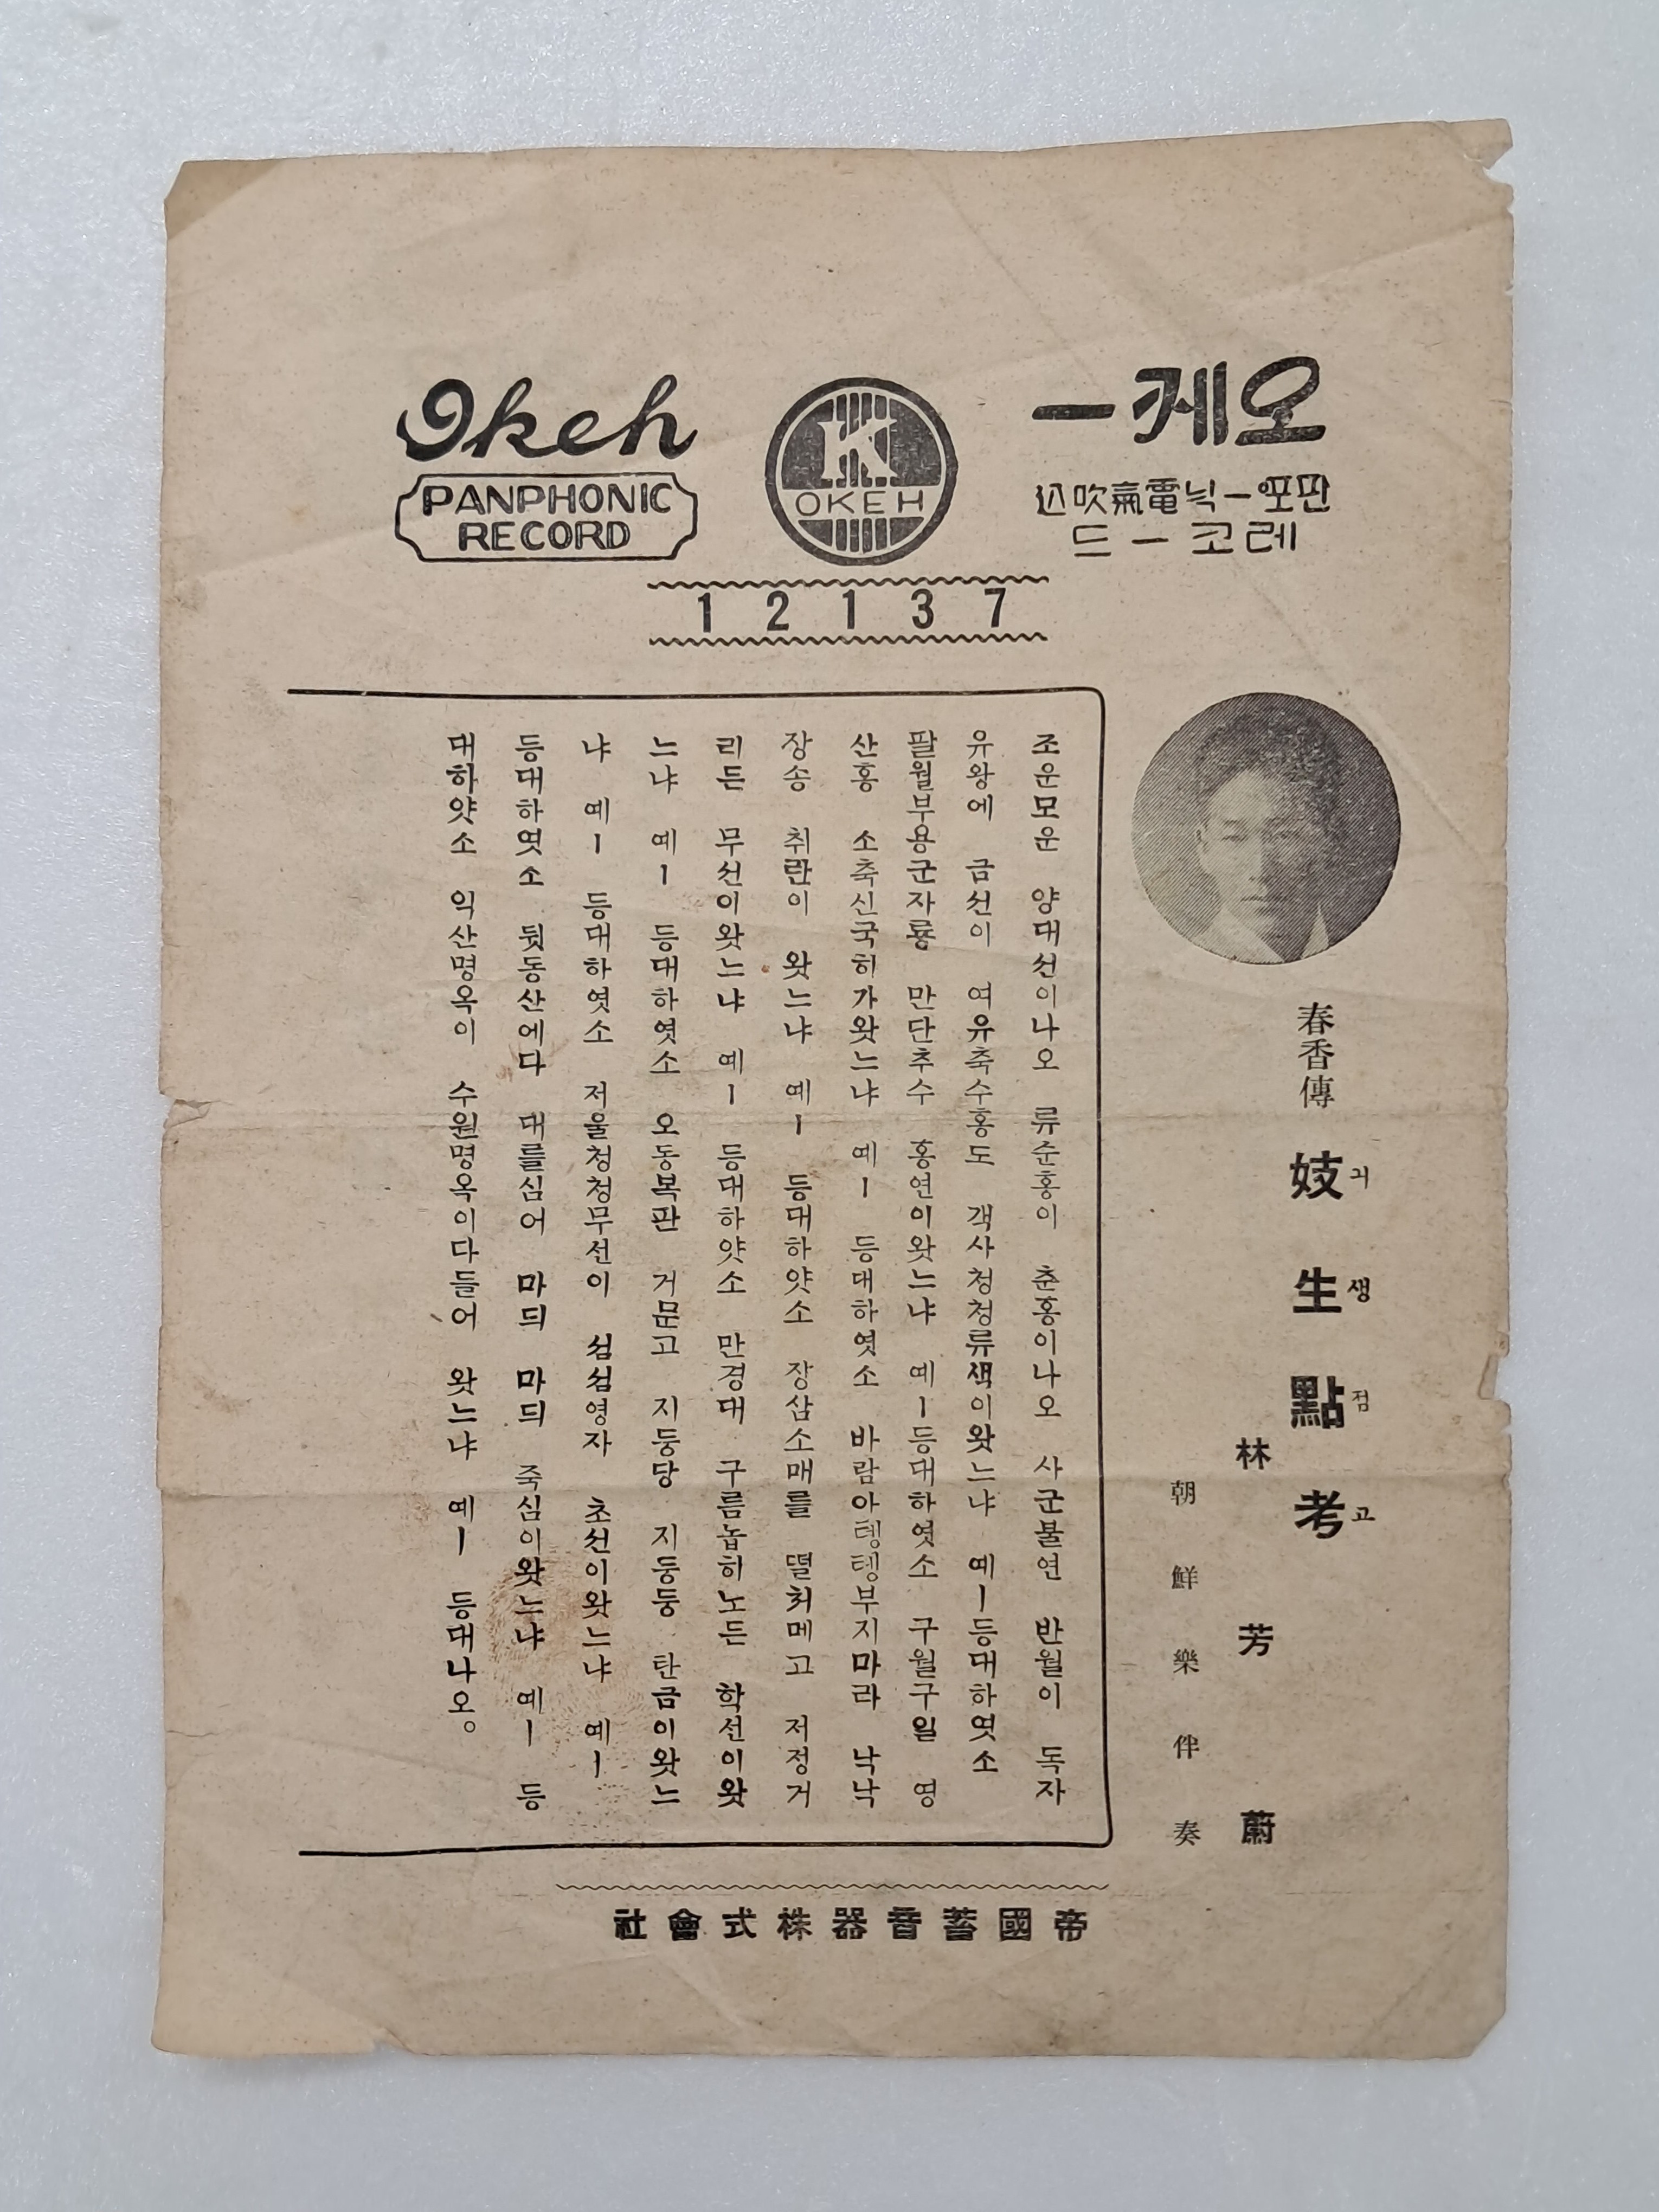 Okeh
PANPHONIC
RECORD
K
OKEH
오케ー
판포ー닉電氣吹込
레코ー드
12137
春香傳
妓生點考
긔생점고
林芳蔚
朝鮮樂伴奏
조운모운 양대선이나오 류순홍이 춘홍이나오 사군불연 반월이 독자
유왕에 금선이 여유축수홍도 객사청청류색이왓느냐 예ー등대하엿소
팔월부용군자룡 만단추수 홍연이왓느냐 예ー등대하엿소 구월구일 영
산홍 소축신국히가왓느냐 예ー 등대하엿소 바람아텡텡부지마라 낙낙
장송 취란이 왓느냐 예ー 등대하얏소 장삼소매를 떨처메고 저정거
리든 무선이왓느냐 예ー 등대하얏소 만경대 구름놉히노든 학선이왓
느냐 예ー 등대하엿소 오동복판 거문고 지둥당 지둥둥 탄금이왓느
냐 예ー 등대하엿소 저울청청무선이 섬섬영자 초선이왓느냐 예ー
등대하엿소 뒷동산에다 대를심어 마듸 마듸 죽심이왓느냐 예ー 등
대하얏소 익산명옥이 수원명옥이다들어 왓느냐 예ー 등대나오。
帝國蓄音器株式會社